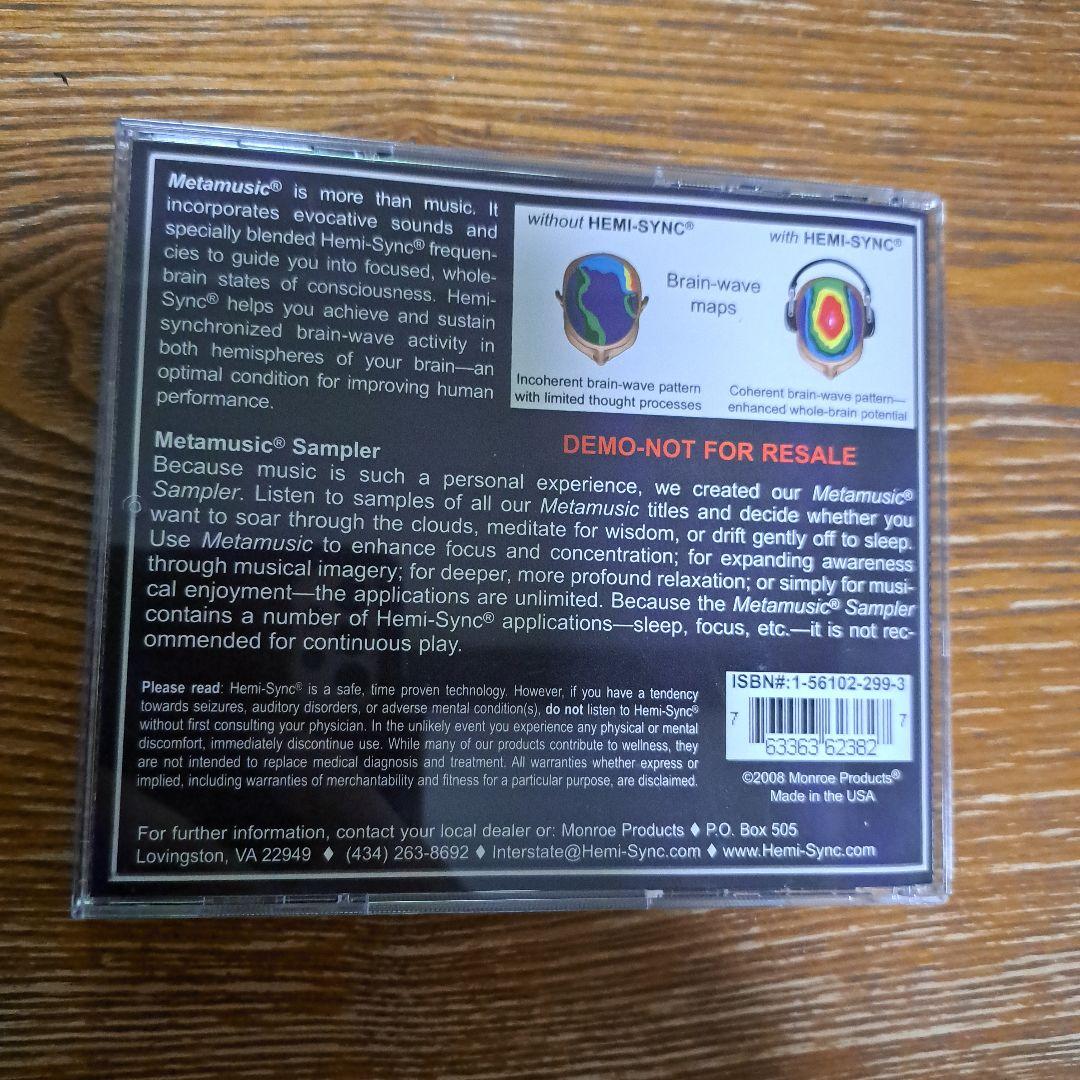 Metamusic® is more than music. It
incorporates evocative sounds and
specially blended Hemi-Sync® frequen-
cies to guide you into focused, whole-
brain states of consciousness. Hemi-
Sync® helps you achieve and sustain
synchronized brain-wave activity in
both hemispheres of your brain—an
optimal condition for improving human
performance.
without HEMI-SYNC®
with HEMI-SYNC®
Brain-wave
maps
Incoherent brain-wave pattern
with limited thought processes
Coherent brain-wave pattern—
enhanced whole-brain potential
Metamusic® Sampler
DEMO-NOT FOR RESALE
Because music is such a personal experience, we created our Metamusic®
Sampler. Listen to samples of all our Metamusic titles and decide whether you
want to soar through the clouds, meditate for wisdom, or drift gently off to sleep.
Use Metamusic to enhance focus and concentration; for expanding awareness
through musical imagery; for deeper, more profound relaxation; or simply for musi-
cal enjoyment—the applications are unlimited. Because the Metamusic® Sampler
contains a number of Hemi-Sync® applications—sleep, focus, etc.—it is not rec-
ommended for continuous play.
Please read: Hemi-Sync® is a safe, time proven technology. However, if you have a tendency
towards seizures, auditory disorders, or adverse mental condition(s), do not listen to Hemi-Sync®
without first consulting your physician. In the unlikely event you experience any physical or mental
discomfort, immediately discontinue use. While many of our products contribute to wellness, they
are not intended to replace medical diagnosis and treatment. All warranties whether express or
implied, including warranties of merchantability and fitness for a particular purpose, are disclaimed.
ISBN#:1-56102-299-3
7 63363 62382 7
©2008 Monroe Products®
Made in the USA
For further information, contact your local dealer or: Monroe Products ♦ P.O. Box 505
Lovingston, VA 22949 ♦ (434) 263-8692 ♦ Interstate@Hemi-Sync.com ♦ www.Hemi-Sync.com